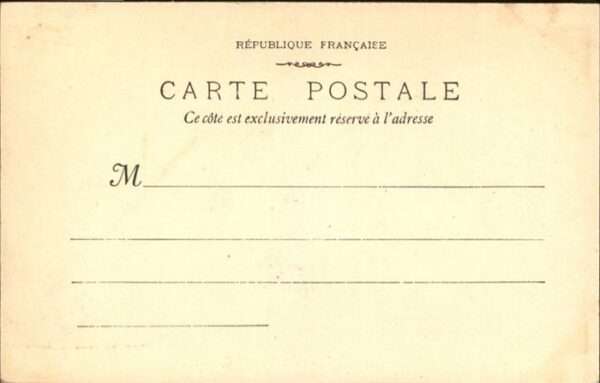 RÉPUBLIQUE FRANÇAISE
CARTE POSTALE
Ce côté est exclusivement réservé à l'adresse
M